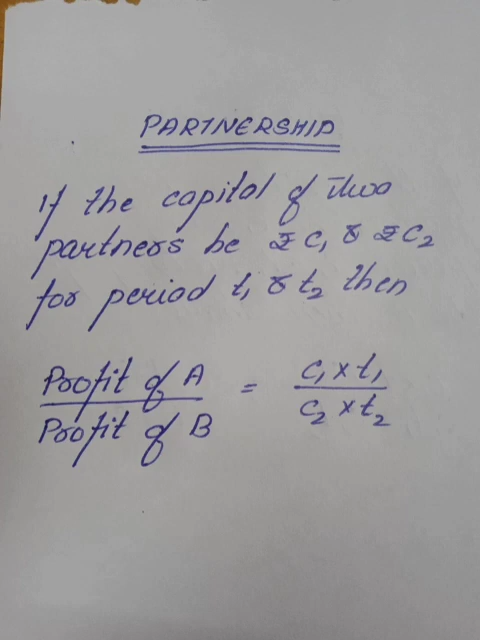 PARTNERSHIP
if the capital of two
partners be ₹C₁ & ₹C₂
for period t₁ & t₂ then
Profit of A / Profit of B = C₁ × t₁ / C₂ × t₂